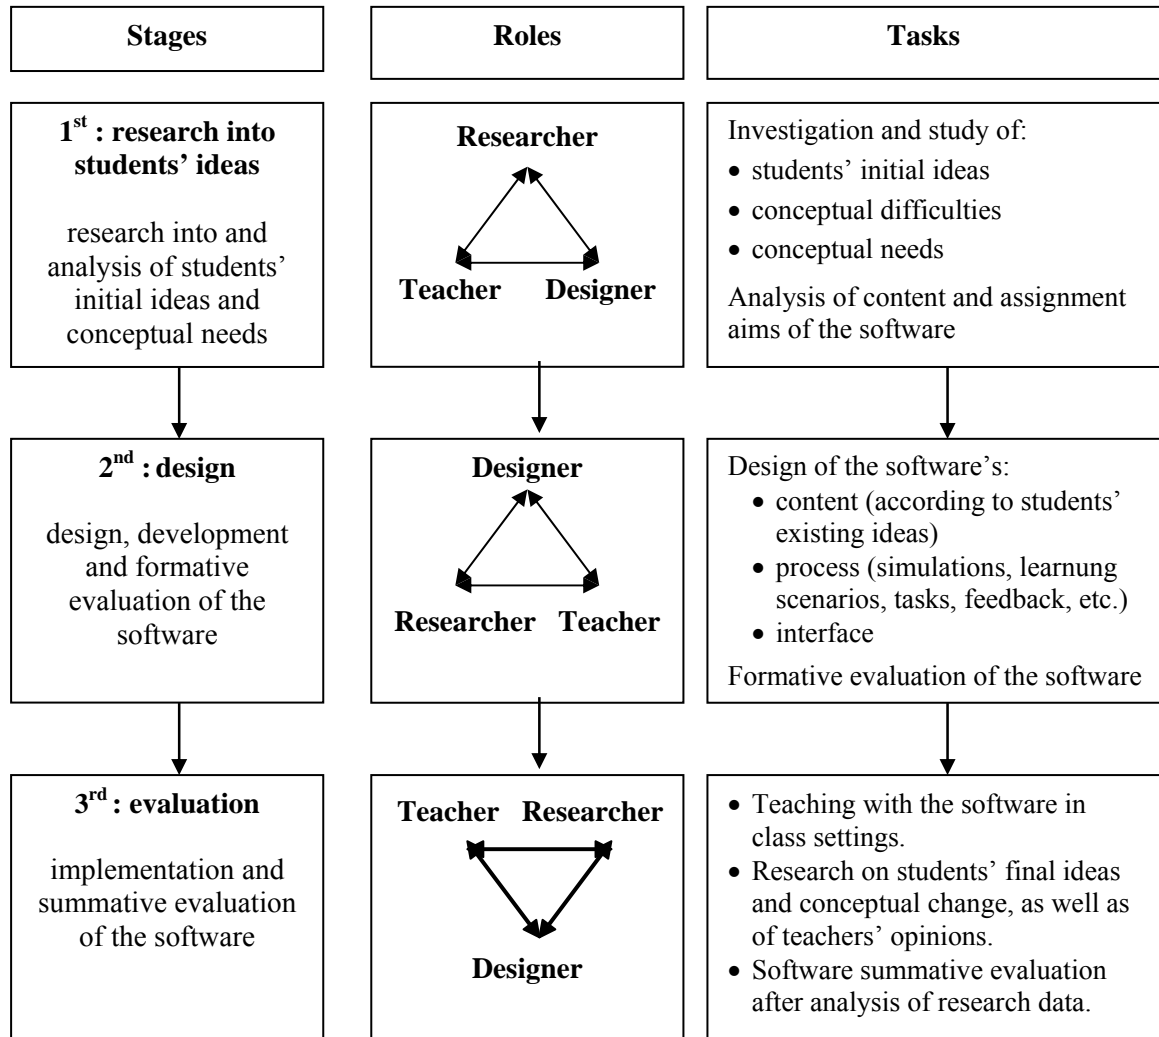 Stages
Roles
Tasks
1st : research into
students’ ideas
research into and
analysis of students’
initial ideas and
conceptual needs
Researcher
Teacher Designer
Investigation and study of:
• students’ initial ideas
• conceptual difficulties
• conceptual needs
Analysis of content and assignment
aims of the software
2nd : design
design, development
and formative
evaluation of the
software
Designer
Researcher Teacher
Design of the software’s:
• content (according to students’
existing ideas)
• process (simulations, learnung
scenarios, tasks, feedback, etc.)
• interface
Formative evaluation of the software
3rd : evaluation
implementation and
summative evaluation
of the software
Teacher Researcher
Designer
• Teaching with the software in
class settings.
• Research on students’ final ideas
and conceptual change, as well as
of teachers’ opinions.
• Software summative evaluation
after analysis of research data.